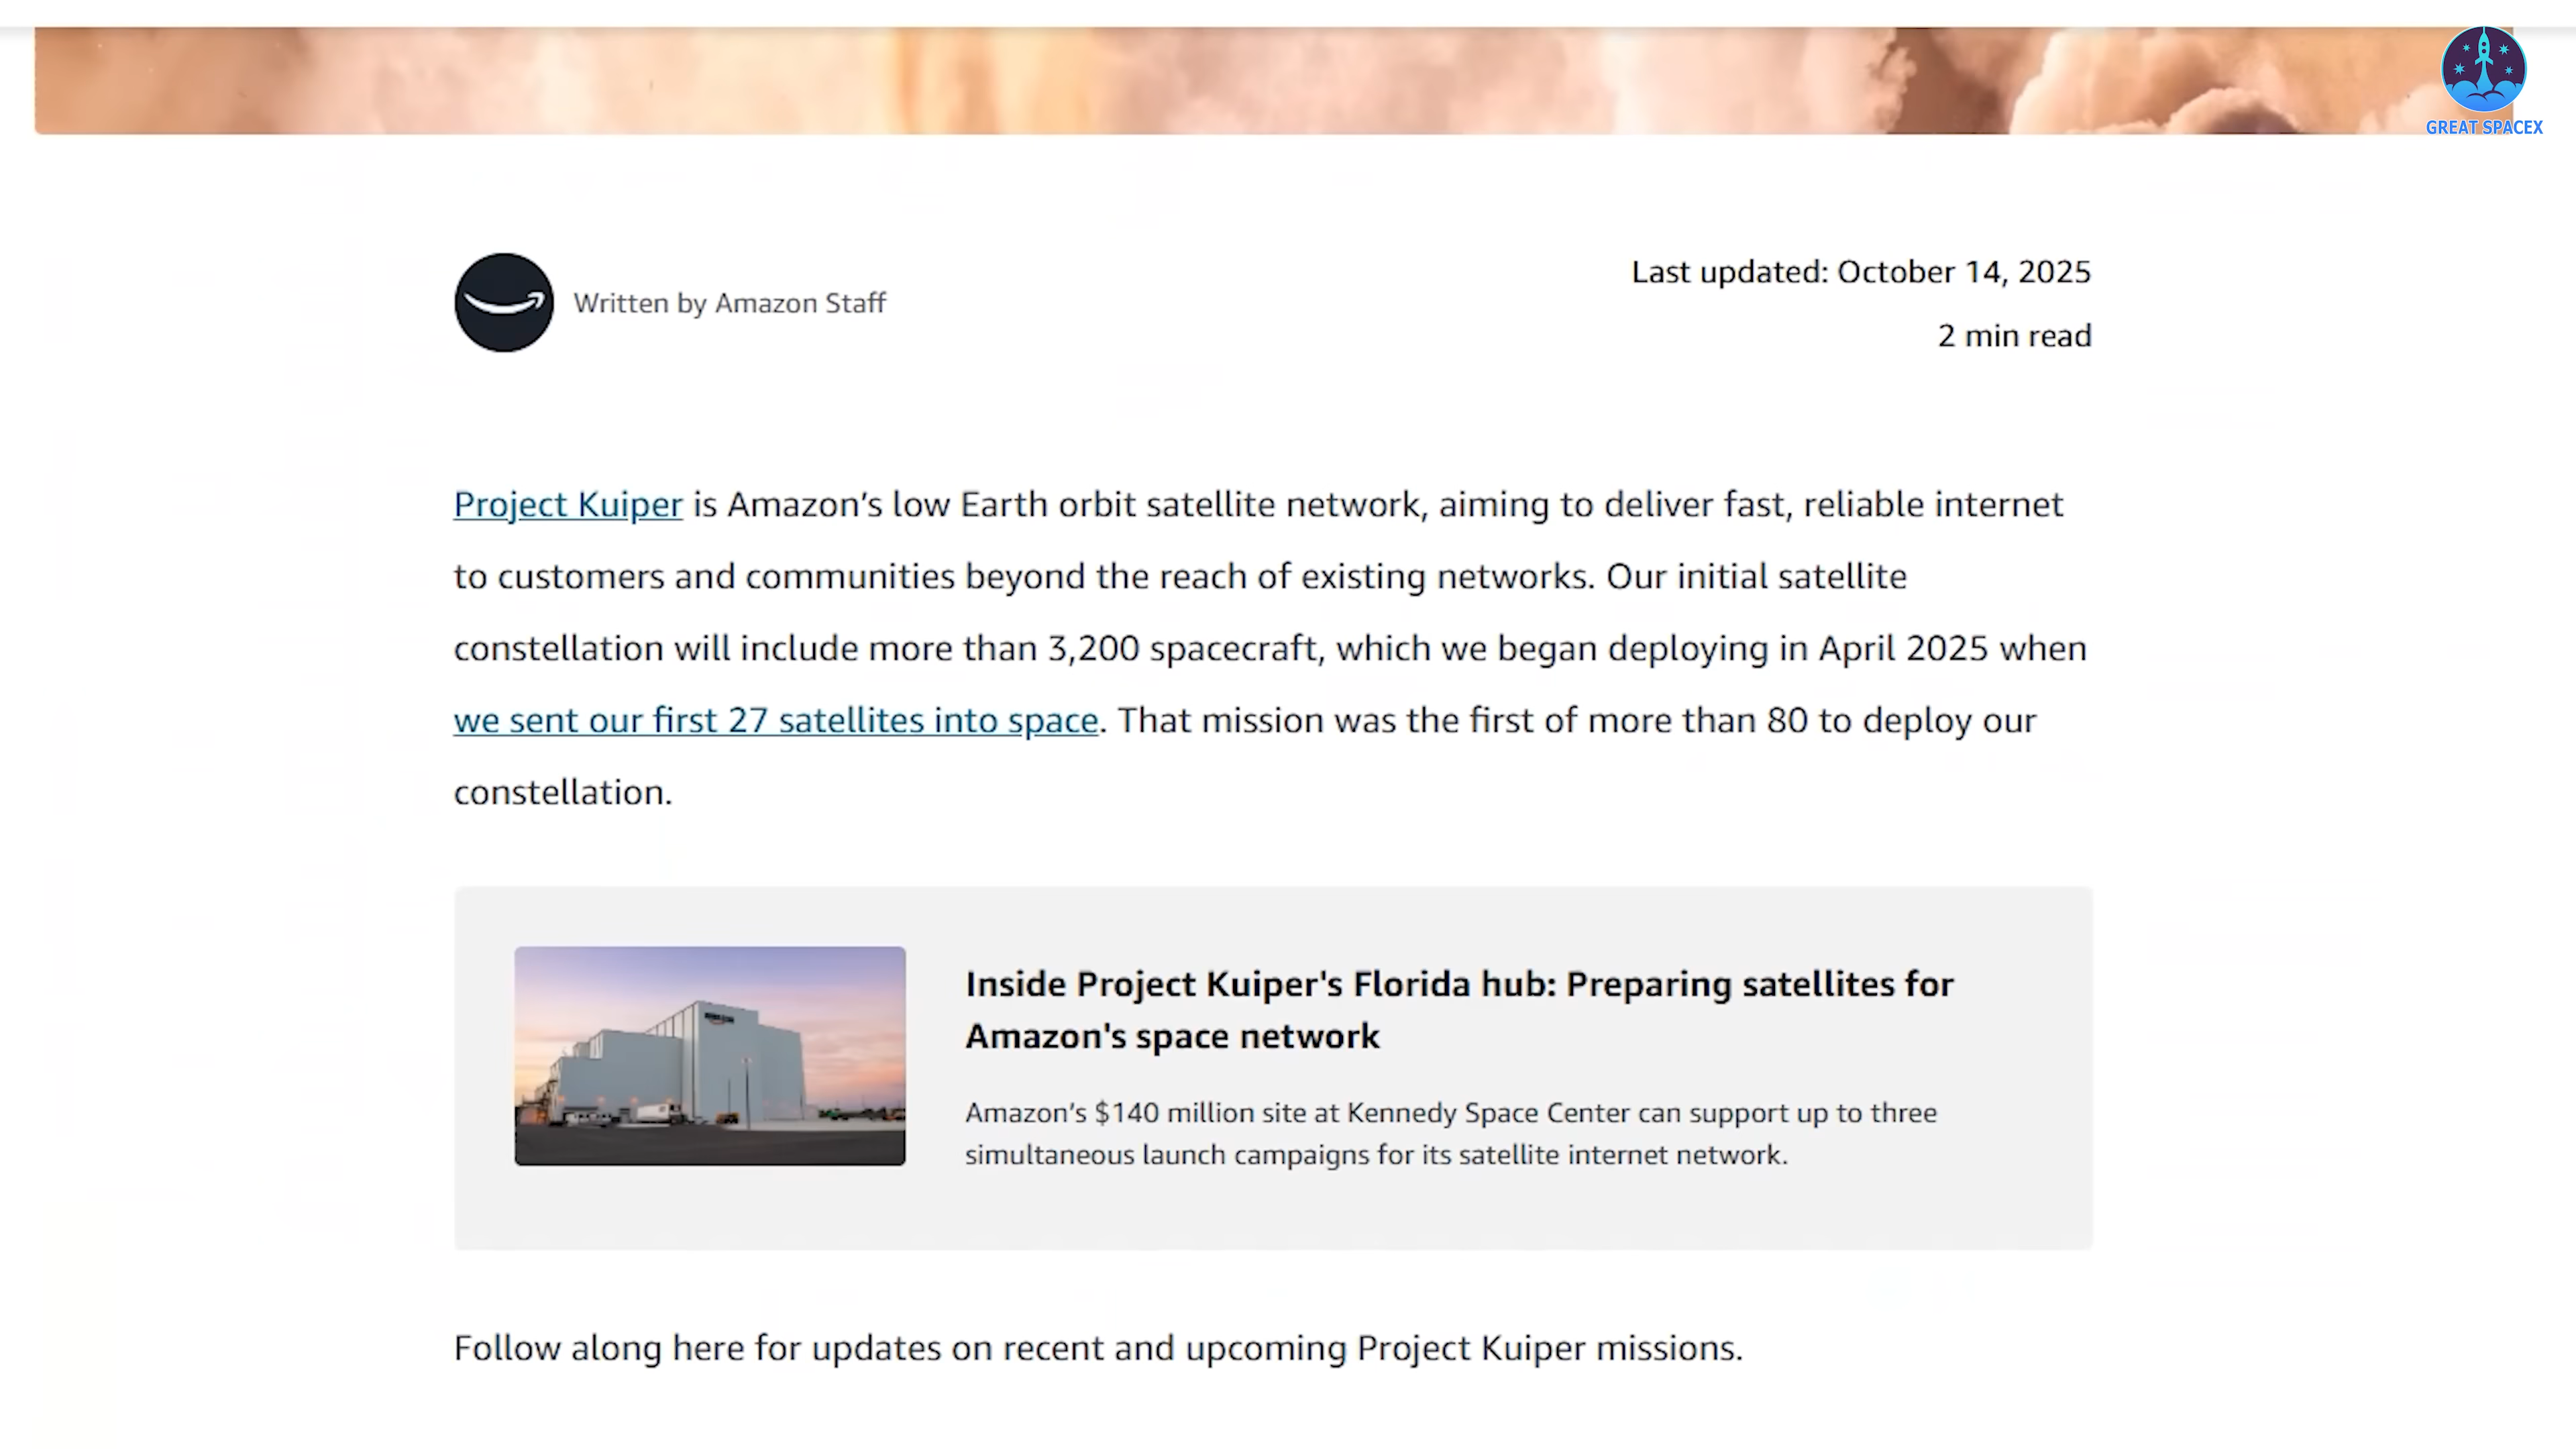 GREAT SPACEX
Written by Amazon Staff
Last updated: October 14, 2025
2 min read
Project Kuiper is Amazon’s low Earth orbit satellite network, aiming to deliver fast, reliable internet
to customers and communities beyond the reach of existing networks. Our initial satellite
constellation will include more than 3,200 spacecraft, which we began deploying in April 2025 when
we sent our first 27 satellites into space. That mission was the first of more than 80 to deploy our
constellation.
Inside Project Kuiper's Florida hub: Preparing satellites for
Amazon's space network
Amazon’s $140 million site at Kennedy Space Center can support up to three
simultaneous launch campaigns for its satellite internet network.
Follow along here for updates on recent and upcoming Project Kuiper missions.